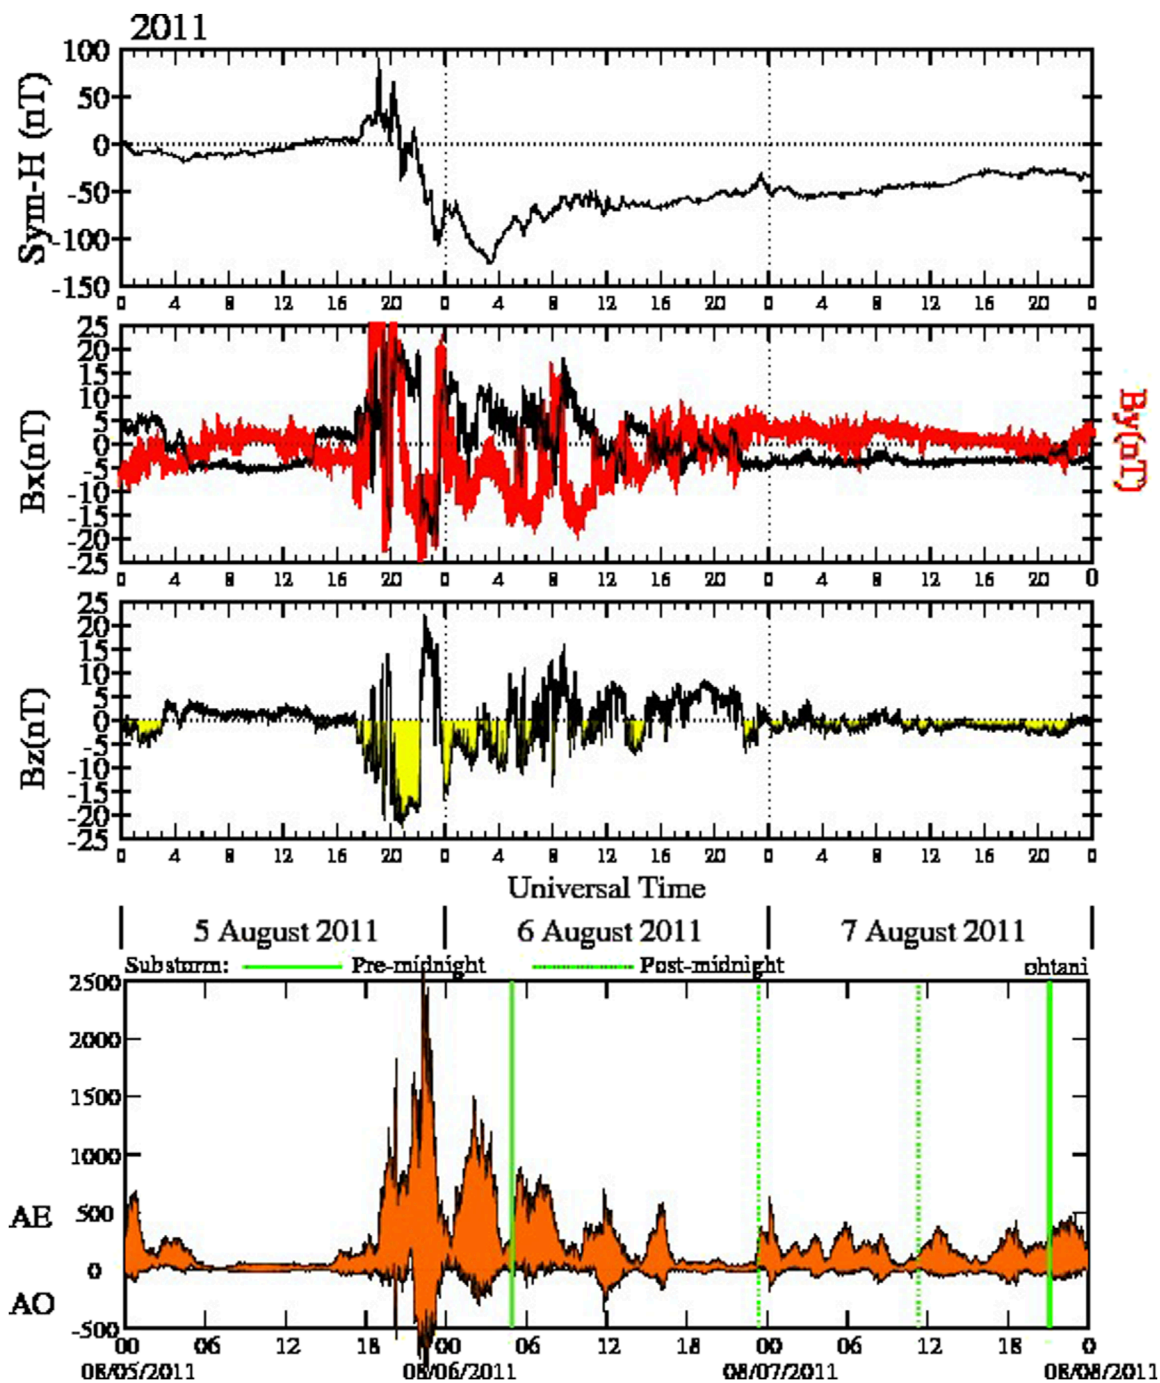 2011
Sym-H (nT)
100
50
0
-50
-100
-150
0 4 8 12 16 20 0 4 8 12 16 20 0 4 8 12 16 20 0
Bx(nT)
By(nT)
25
20
15
10
5
0
-5
-10
-15
-20
-25
0 4 8 12 16 20 0 4 8 12 16 20 0 4 8 12 16 20 0
Bz(nT)
25
20
15
10
5
0
-5
-10
-15
-20
-25
0 4 8 12 16 20 0 4 8 12 16 20 0 4 8 12 16 20 0
Universal Time
5 August 2011 6 August 2011 7 August 2011
Substorm: Pre-midnight Post-midnight ohtani
2500
2000
1500
1000
500
0
-500
AE
AO
00 06 12 18 00 06 12 18 00 06 12 18 0
08/05/2011 08/06/2011 08/07/2011 08/08/2011